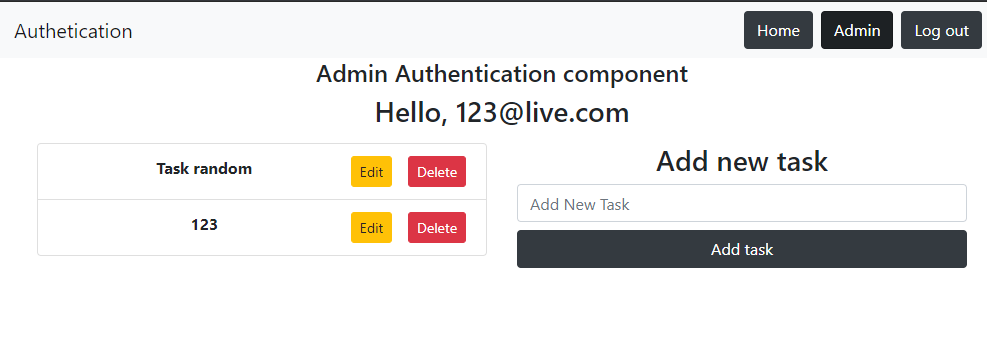 Authetication Home Admin Log out
Admin Authentication component
Hello, 123@live.com
Task random Edit Delete
123 Edit Delete
Add new task
Add New Task
Add task